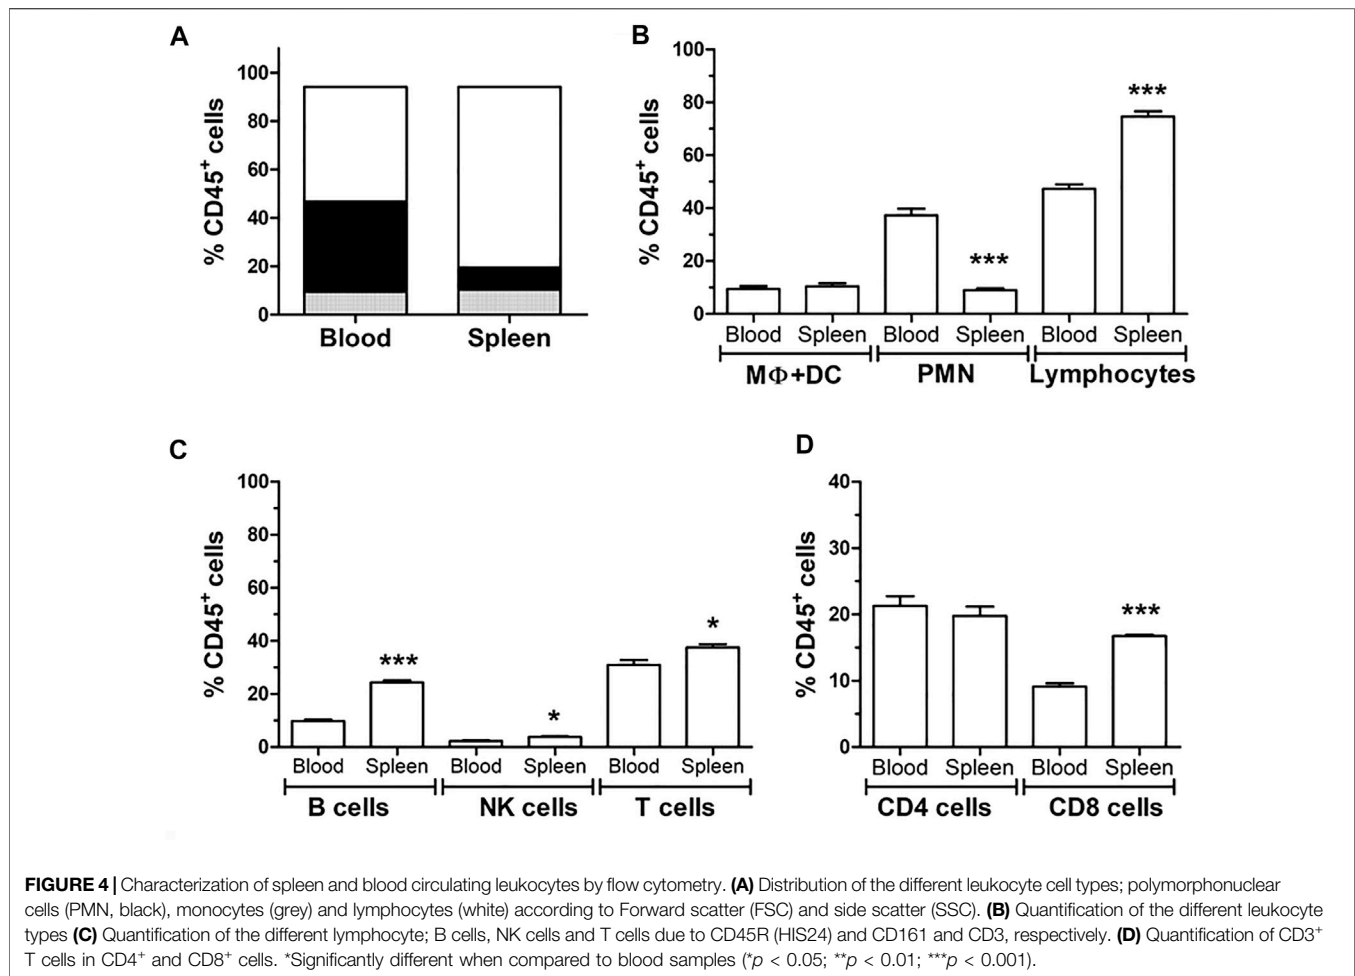 A
% CD45+ cells
100
80
60
40
20
0
Blood Spleen
B
% CD45+ cells
100
80
60
40
20
0
***
***
Blood Spleen Blood Spleen Blood Spleen
MΦ+DC PMN Lymphocytes
C
% CD45+ cells
100
80
60
40
20
0
***
*
*
Blood Spleen Blood Spleen Blood Spleen
B cells NK cells T cells
D
% CD45+ cells
40
30
20
10
0
***
Blood Spleen Blood Spleen
CD4 cells CD8 cells
FIGURE 4 | Characterization of spleen and blood circulating leukocytes by flow cytometry. (A) Distribution of the different leukocyte cell types; polymorphonuclear
cells (PMN, black), monocytes (grey) and lymphocytes (white) according to Forward scatter (FSC) and side scatter (SSC). (B) Quantification of the different leukocyte
types (C) Quantification of the different lymphocyte; B cells, NK cells and T cells due to CD45R (HIS24) and CD161 and CD3, respectively. (D) Quantification of CD3+
T cells in CD4+ and CD8+ cells. *Significantly different when compared to blood samples (*p < 0.05; **p < 0.01; ***p < 0.001).